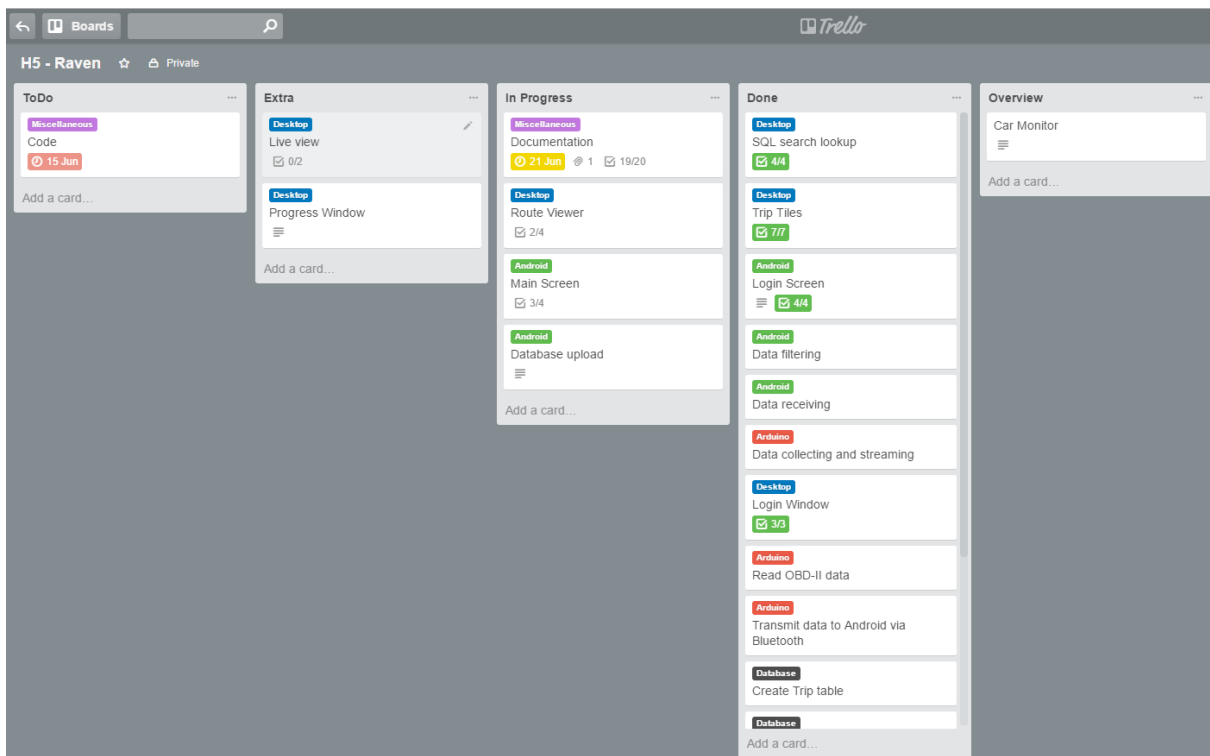 Boards
Trello
H5 - Raven
Private
ToDo
Miscellaneous
Code
15 Jun
Add a card...
Extra
Desktop
Live view
0/2
Desktop
Progress Window
Add a card...
In Progress
Miscellaneous
Documentation
21 Jun 1 19/20
Desktop
Route Viewer
2/4
Android
Main Screen
3/4
Android
Database upload
Add a card...
Done
Desktop
SQL search lookup
4/4
Desktop
Trip Tiles
7/7
Android
Login Screen
4/4
Android
Data filtering
Android
Data receiving
Arduino
Data collecting and streaming
Desktop
Login Window
3/3
Arduino
Read OBD-II data
Arduino
Transmit data to Android via
Bluetooth
Database
Create Trip table
Database
Add a card...
Overview
Car Monitor
Add a card...